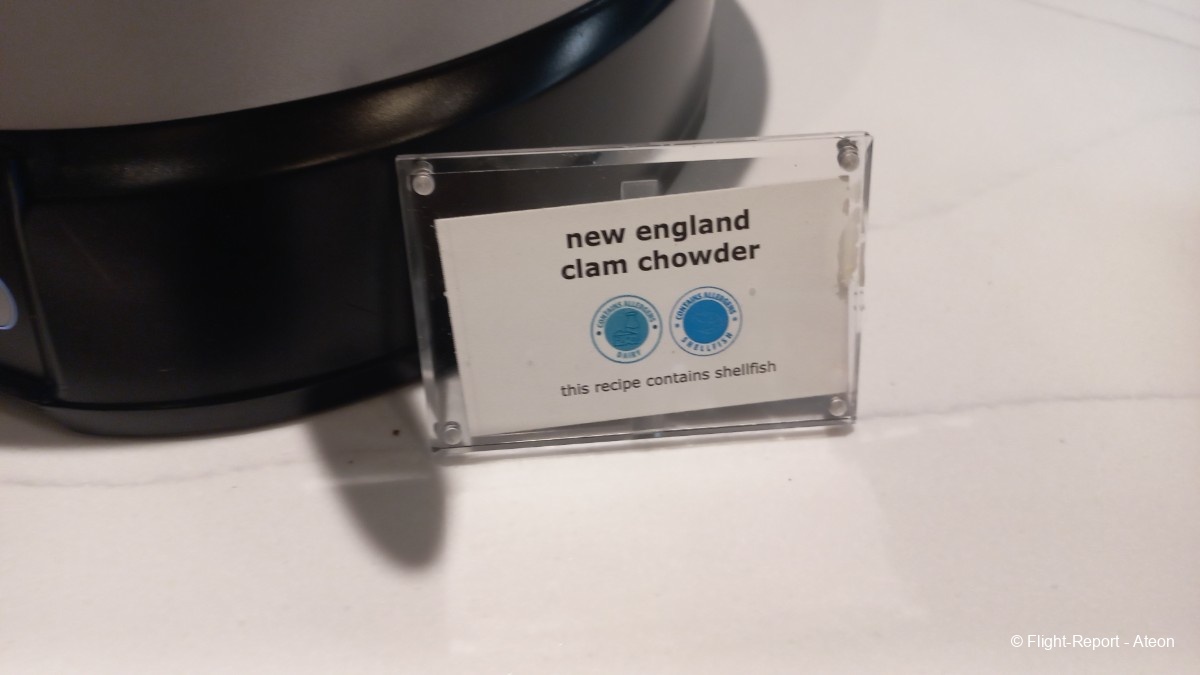 new england
clam chowder
CONTAINS ALLERGENS
DAIRY
CONTAINS ALLERGENS
SHELLFISH
this recipe contains shellfish
© Flight-Report - Ateon